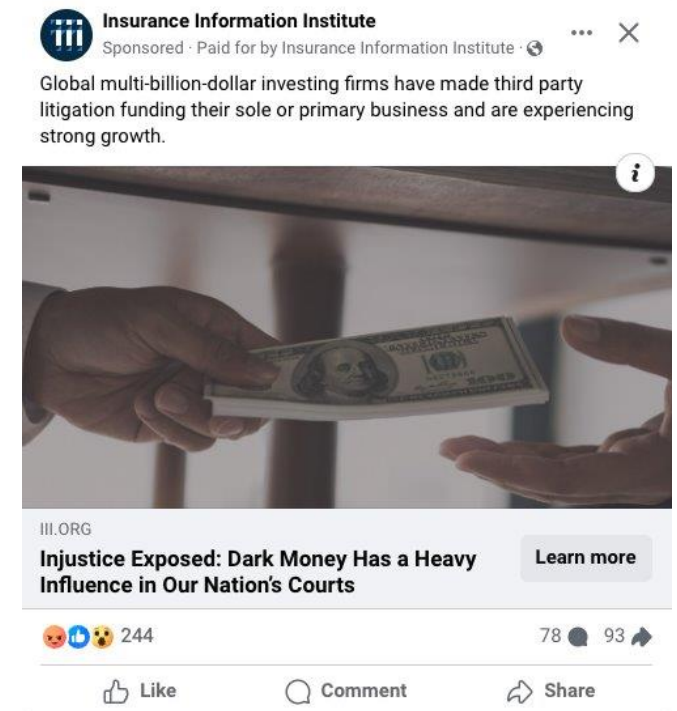 Insurance Information Institute
Sponsored · Paid for by Insurance Information Institute ·
Global multi-billion-dollar investing firms have made third party
litigation funding their sole or primary business and are experiencing
strong growth.
III.ORG
Injustice Exposed: Dark Money Has a Heavy
Influence in Our Nation's Courts
Learn more
244
78
93
Like
Comment
Share